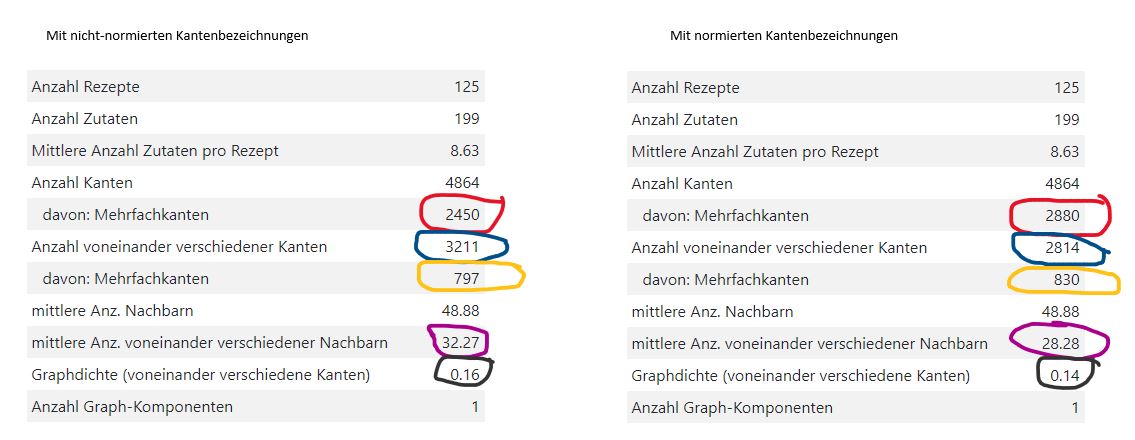 Mit nicht-normierten Kantenbezeichnungen
Anzahl Rezepte 125
Anzahl Zutaten 199
Mittlere Anzahl Zutaten pro Rezept 8.63
Anzahl Kanten 4864
davon: Mehrfachkanten 2450
Anzahl voneinander verschiedener Kanten 3211
davon: Mehrfachkanten 797
mittlere Anz. Nachbarn 48.88
mittlere Anz. voneinander verschiedener Nachbarn 32.27
Graphdichte (voneinander verschiedene Kanten) 0.16
Anzahl Graph-Komponenten 1
Mit normierten Kantenbezeichnungen
Anzahl Rezepte 125
Anzahl Zutaten 199
Mittlere Anzahl Zutaten pro Rezept 8.63
Anzahl Kanten 4864
davon: Mehrfachkanten 2880
Anzahl voneinander verschiedener Kanten 2814
davon: Mehrfachkanten 830
mittlere Anz. Nachbarn 48.88
mittlere Anz. voneinander verschiedener Nachbarn 28.28
Graphdichte (voneinander verschiedene Kanten) 0.14
Anzahl Graph-Komponenten 1